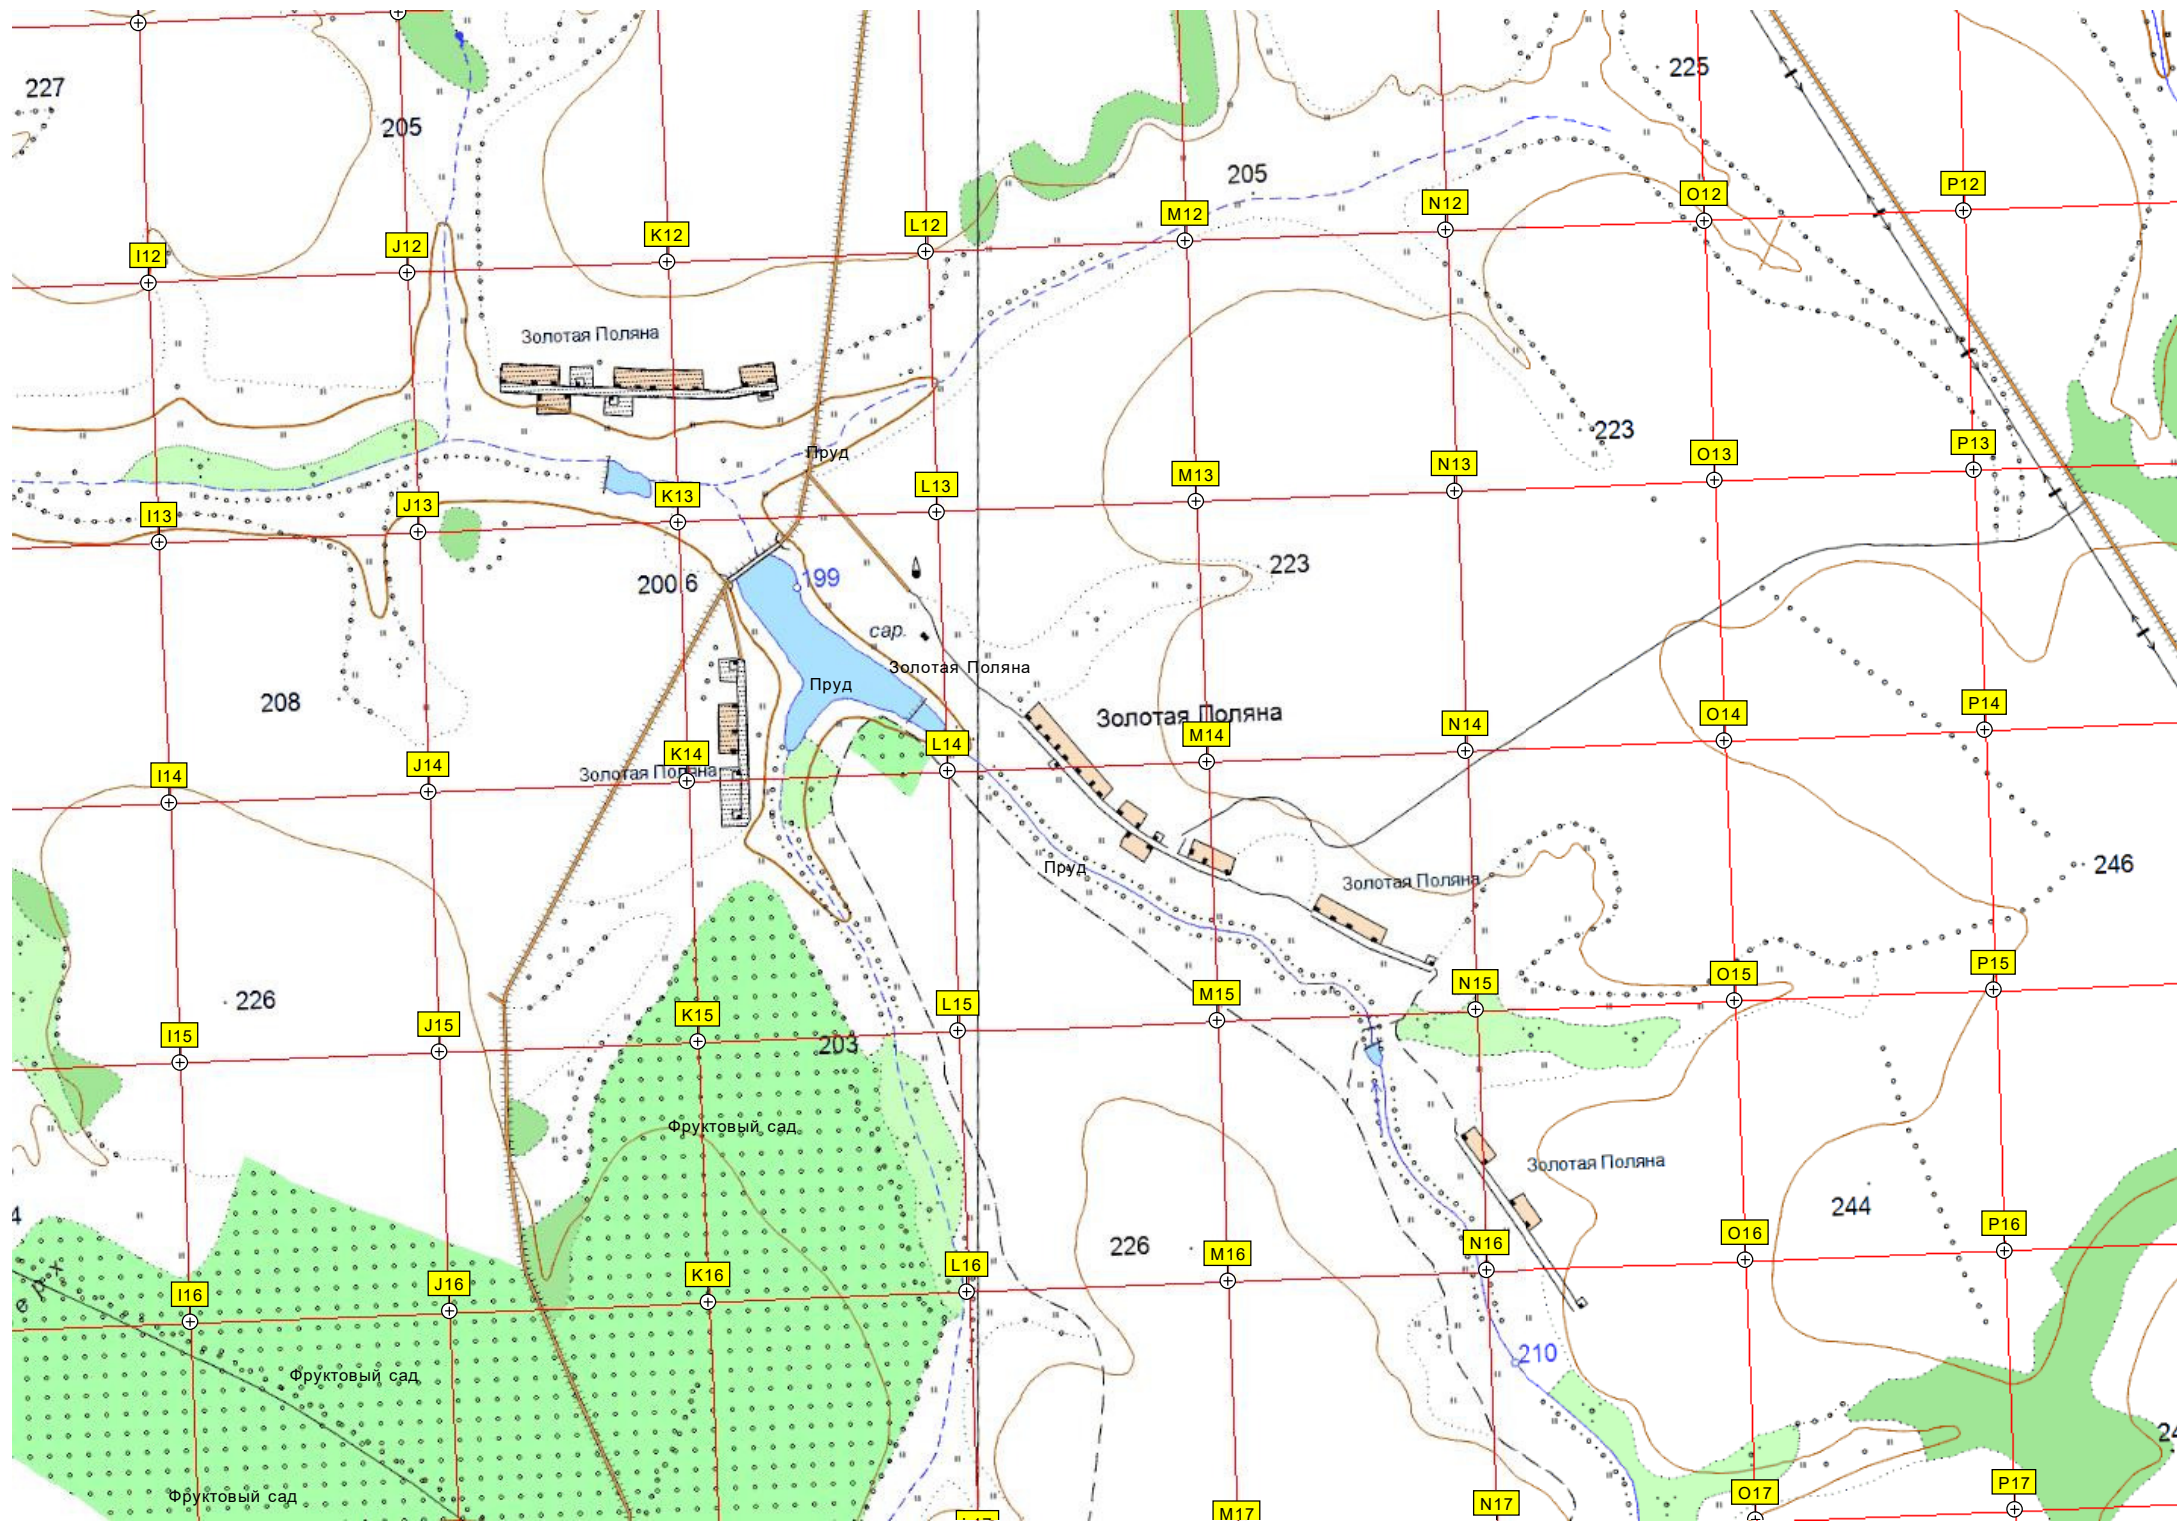 227
225
205
205
P12
O12
N12
M12
L12
K12
J12
I12
Золотая Поляна
223
Пруд
P13
O13
N13
M13
L13
K13
J13
I13
223
199
200 6
сар.
Золотая Поляна
Пруд
208
Золотая Поляна
P14
O14
N14
M14
L14
K14
J14
I14
Золотая Поляна
246
Пруд
Золотая Поляна
P15
O15
N15
M15
L15
K15
J15
I15
226
203
Фруктовый сад
Золотая Поляна
244
4
P16
O16
N16
M16
L16
K16
J16
I16
226
ерх
210
Фруктовый сад
24
P17
O17
N17
M17
Фруктовый сад